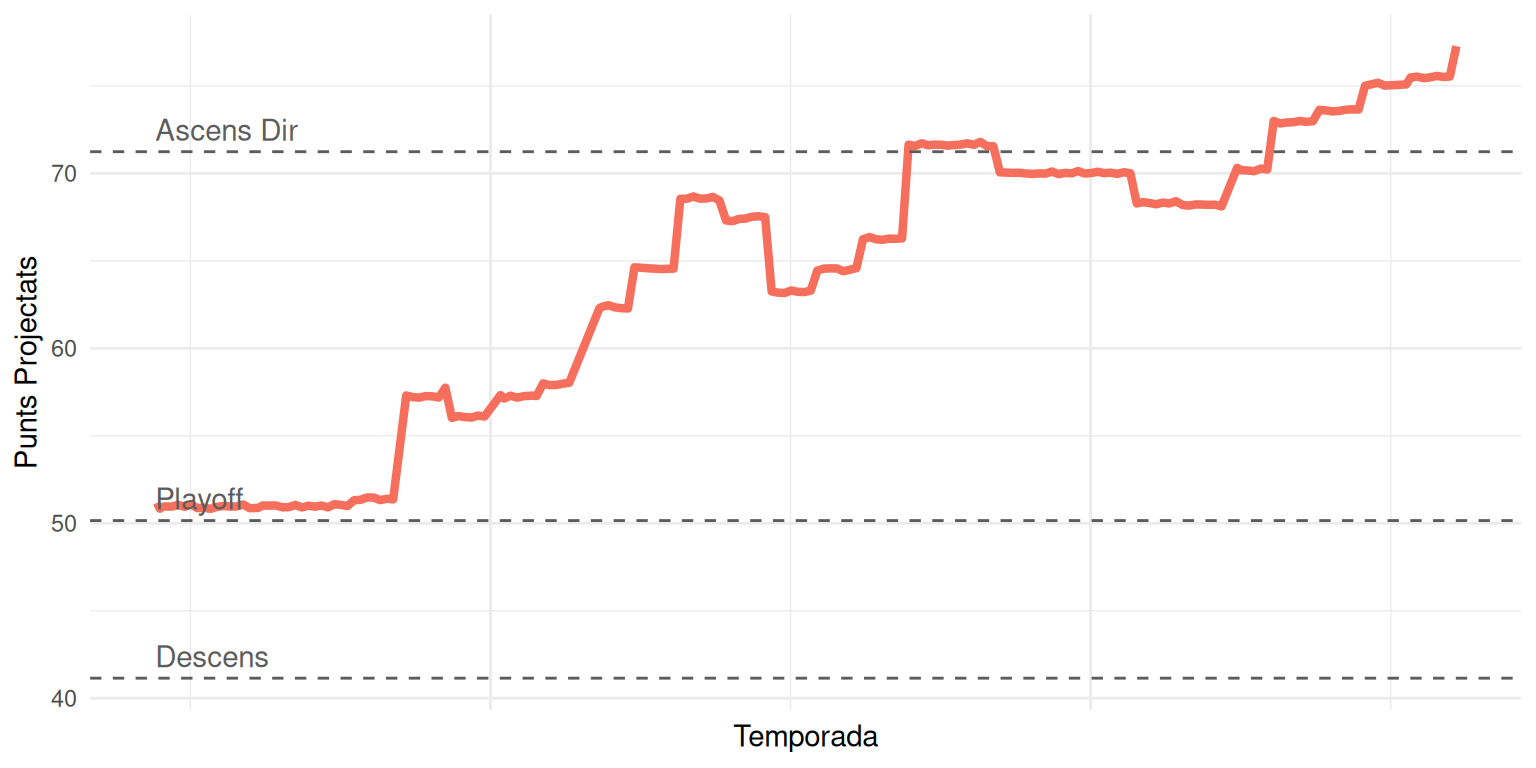 Ascens Dir
70
60
Playoff
50
Descens
40
Punts Projectats
Temporada